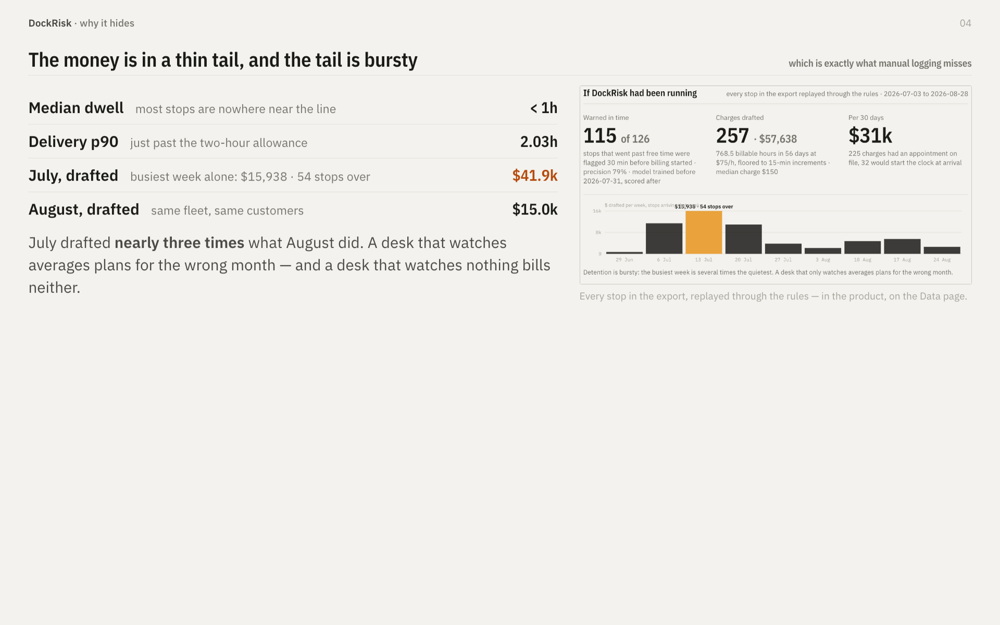 DockRisk · why it hides
04
The money is in a thin tail, and the tail is bursty
which is exactly what manual logging misses
Median dwell most stops are nowhere near the line < 1h
Delivery p90 just past the two-hour allowance 2.03h
July, drafted busiest week alone: $15,938 · 54 stops over $41.9k
August, drafted same fleet, same customers $15.0k
July drafted nearly three times what August did. A desk that watches
averages plans for the wrong month — and a desk that watches nothing bills
neither.
If DockRisk had been running
every stop in the export replayed through the rules · 2026-07-03 to 2026-08-28
Warned in time
115 of 126
stops that went past free time were
flagged 30 min before billing started ·
precision 79% · model trained before
2026-07-31, scored after
Charges drafted
257 · $57,638
768.5 billable hours in 56 days at
$75/h, floored to 15-min increments ·
median charge $150
Per 30 days
$31k
225 charges had an appointment on
file, 32 would start the clock at arrival
$ drafted per week, stops arriving
$15,938 · 54 stops over
16k
8k
0
29 Jun 6 Jul 13 Jul 20 Jul 27 Jul 3 Aug 10 Aug 17 Aug 24 Aug
Detention is bursty: the busiest week is several times the quietest. A desk that only watches averages plans for the wrong month.
Every stop in the export, replayed through the rules — in the product, on the Data page.